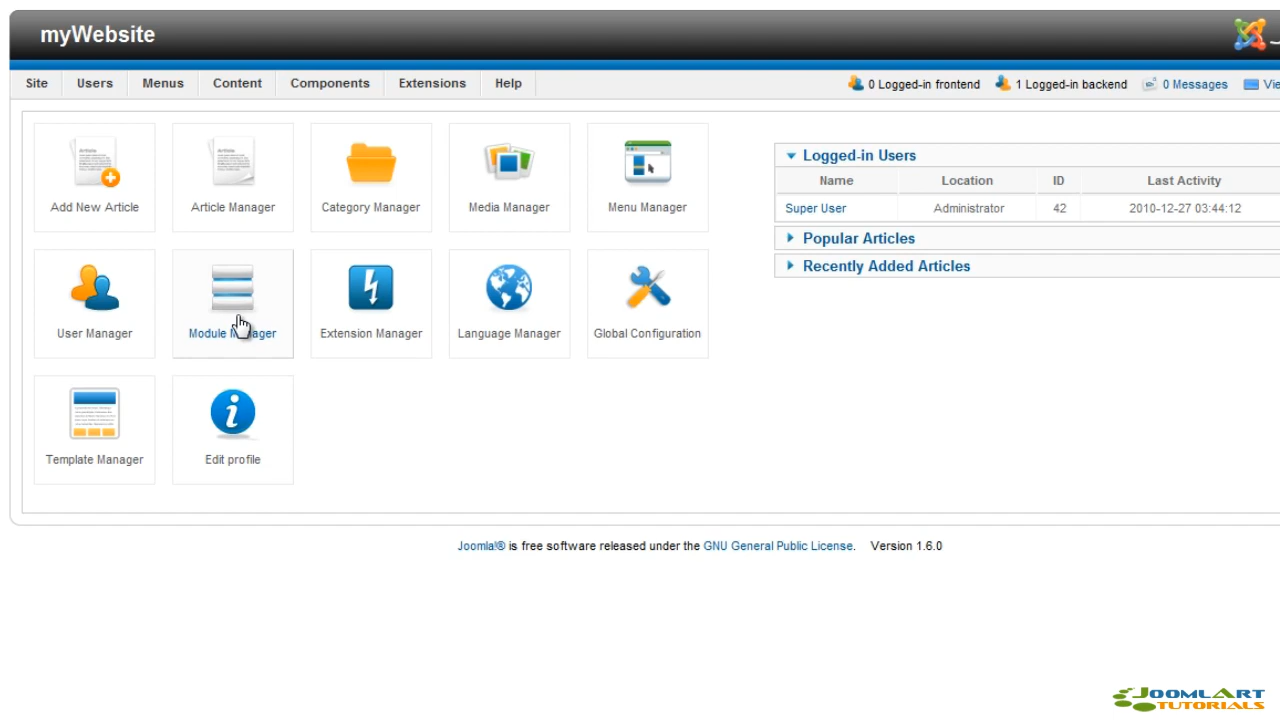 myWebsite
Site Users Menus Content Components Extensions Help
0 Logged-in frontend 1 Logged-in backend 0 Messages
Add New Article Article Manager Category Manager Media Manager Menu Manager
Logged-in Users
Name Location ID Last Activity
Super User Administrator 42 2010-12-27 03:44:12
Popular Articles
Recently Added Articles
User Manager Module Manager Extension Manager Language Manager Global Configuration
Template Manager Edit profile
Joomla!® is free software released under the GNU General Public License. Version 1.6.0
JOOMLART
TUTORIALS